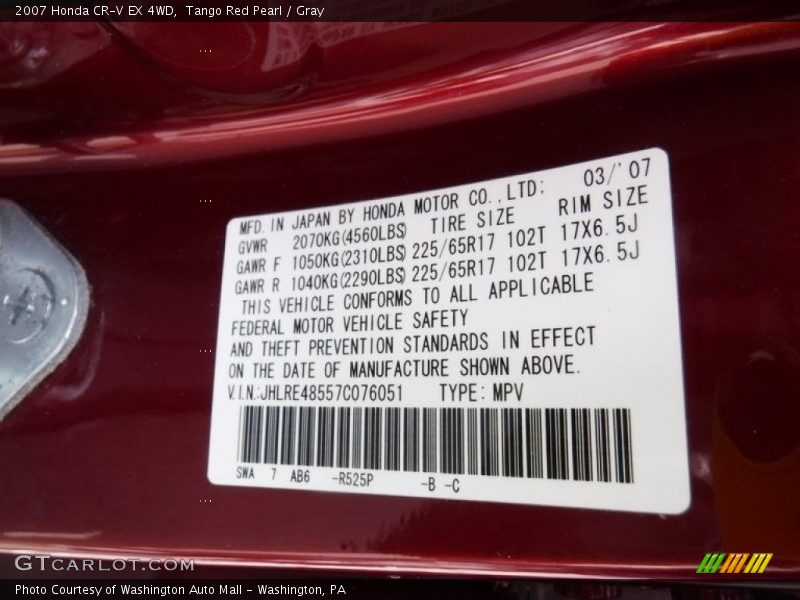 2007 Honda CR-V EX 4WD,  Tango Red Pearl / Gray
MFD. IN JAPAN BY HONDA MOTOR CO.,LTD: 03/'07
GVWR 2070KG(4560LBS) TIRE SIZE RIM SIZE
GAWR F 1050KG(2310LBS) 225/65R17 102T 17X6.5J
GAWR R 1040KG(2290LBS) 225/65R17 102T 17X6.5J
THIS VEHICLE CONFORMS TO ALL APPLICABLE
FEDERAL MOTOR VEHICLE SAFETY
AND THEFT PREVENTION STANDARDS IN EFFECT
ON THE DATE OF MANUFACTURE SHOWN ABOVE.
V.I.N.:JHLRE48557C076051 TYPE: MPV
SWA 7 AB6 -R525P -B -C
GTCARLOT.COM
Photo Courtesy of Washington Auto Mall - Washington, PA